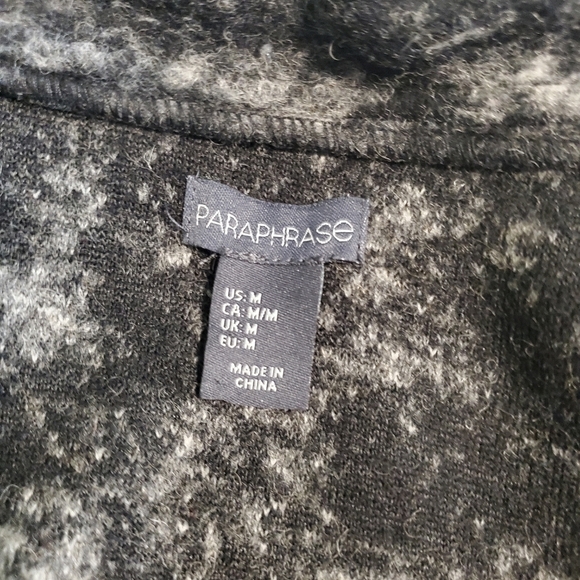 PARAPHRASe
US: M
CA: M/M
UK: M
EU: M
MADE IN
CHINA